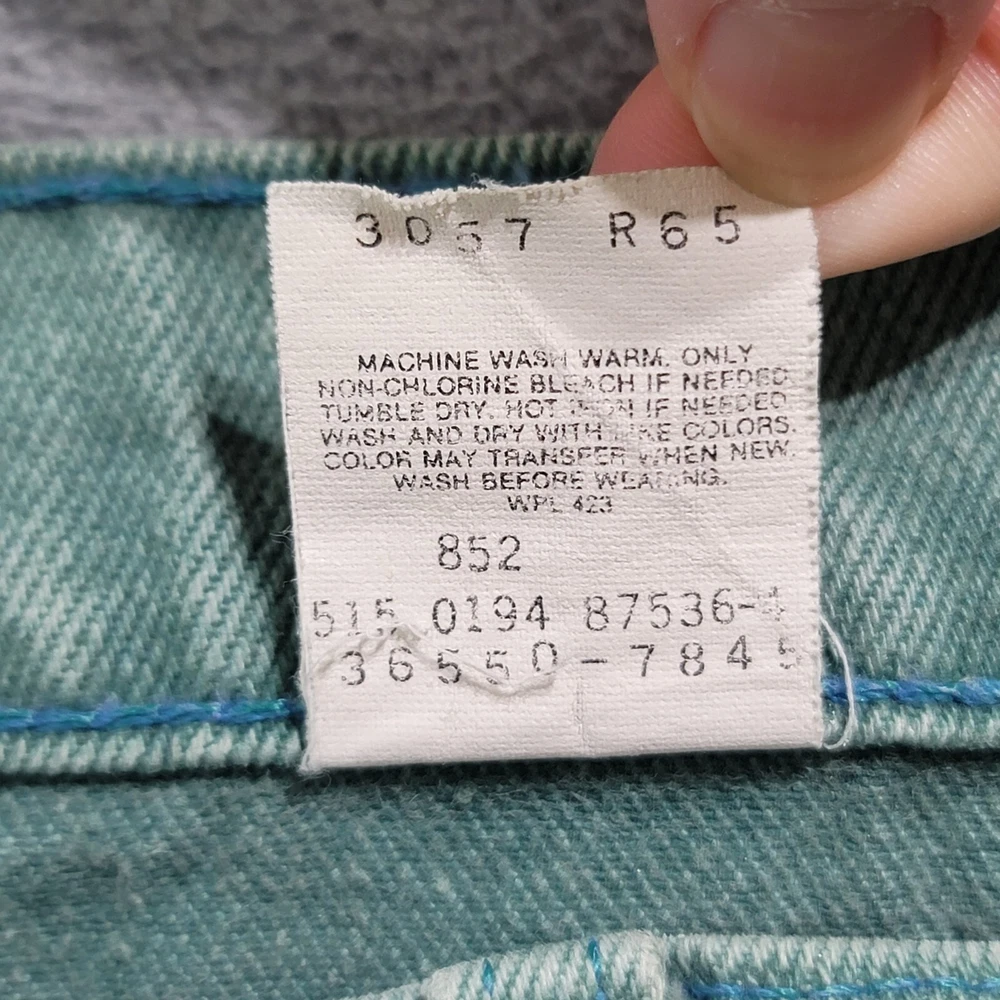 3057 R65
MACHINE WASH WARM. ONLY
NON-CHLORINE BLEACH IF NEEDED
TUMBLE DRY. HOT IRON IF NEEDED
WASH AND DRY WITH LIKE COLORS.
COLOR MAY TRANSFER WHEN NEW.
WASH BEFORE WEARING.
WPL 423
852
515 0194 87536-4
36550-7845